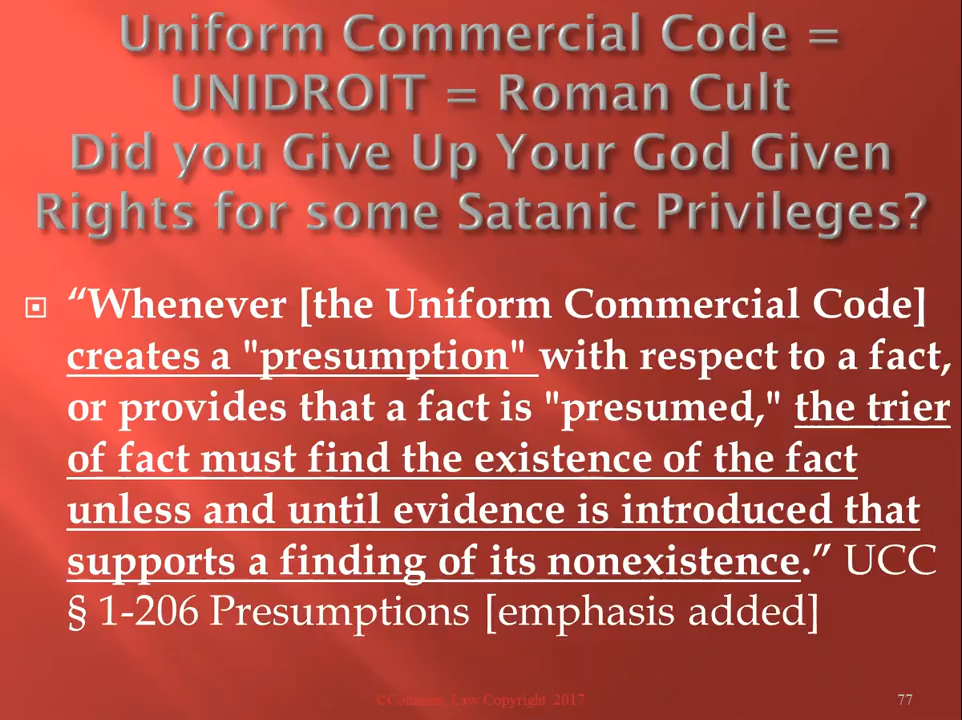 Uniform Commercial Code =
UNIDROIT = Roman Cult
Did you Give Up Your God Given
Rights for some Satanic Privileges?
“Whenever [the Uniform Commercial Code]
creates a "presumption" with respect to a fact,
or provides that a fact is "presumed," the trier
of fact must find the existence of the fact
unless and until evidence is introduced that
supports a finding of its nonexistence.” UCC
§ 1-206 Presumptions [emphasis added]
©Common Law Copyright 2017
77